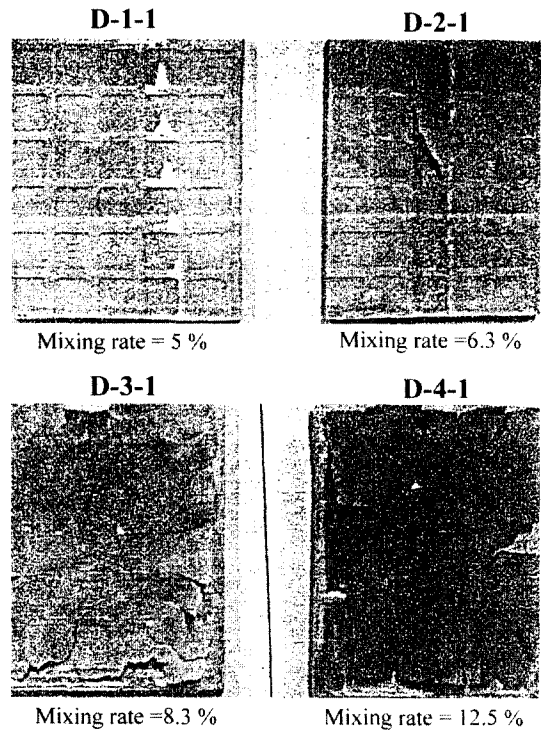 D-1-1
D-2-1
Mixing rate = 5 %
Mixing rate =6.3 %
D-3-1
D-4-1
Mixing rate =8.3 %
Mixing rate = 12.5 %